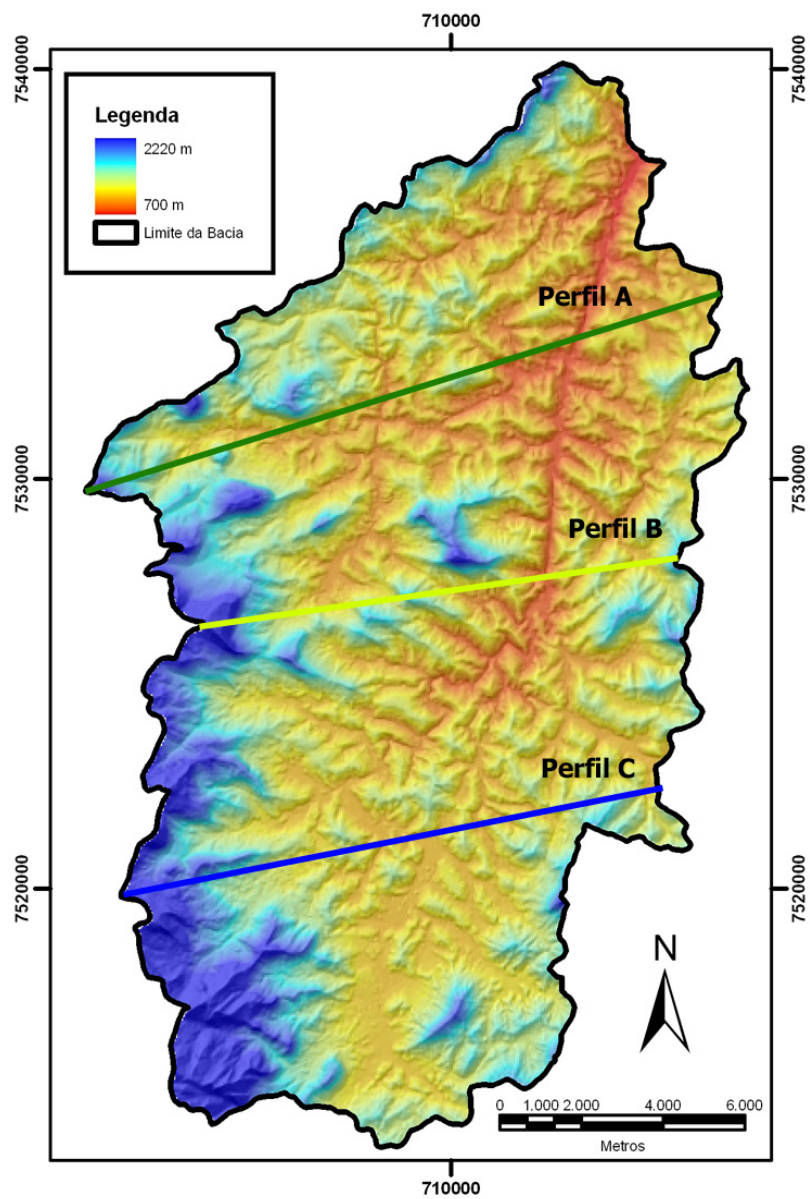 710000
7540000
7540000
Legenda
2220 m
700 m
Limite da Bacia
Perfil A
7530000
7530000
Perfil B
Perfil C
7520000
7520000
N
0 1.000 2.000 4.000 6.000
Metros
710000